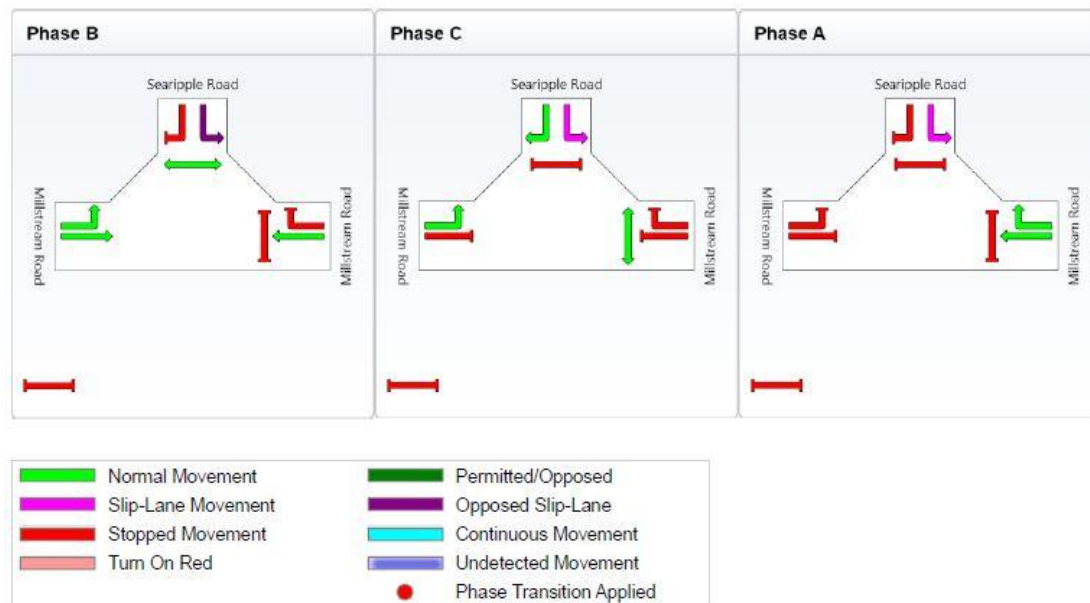 Phase B
Phase C
Phase A
Searipple Road
Searipple Road
Searipple Road
Millstream Road
Millstream Road
Millstream Road
Millstream Road
Millstream Road
Millstream Road
Normal Movement
Permitted/Opposed
Slip-Lane Movement
Opposed Slip-Lane
Stopped Movement
Continuous Movement
Turn On Red
Undetected Movement
Phase Transition Applied